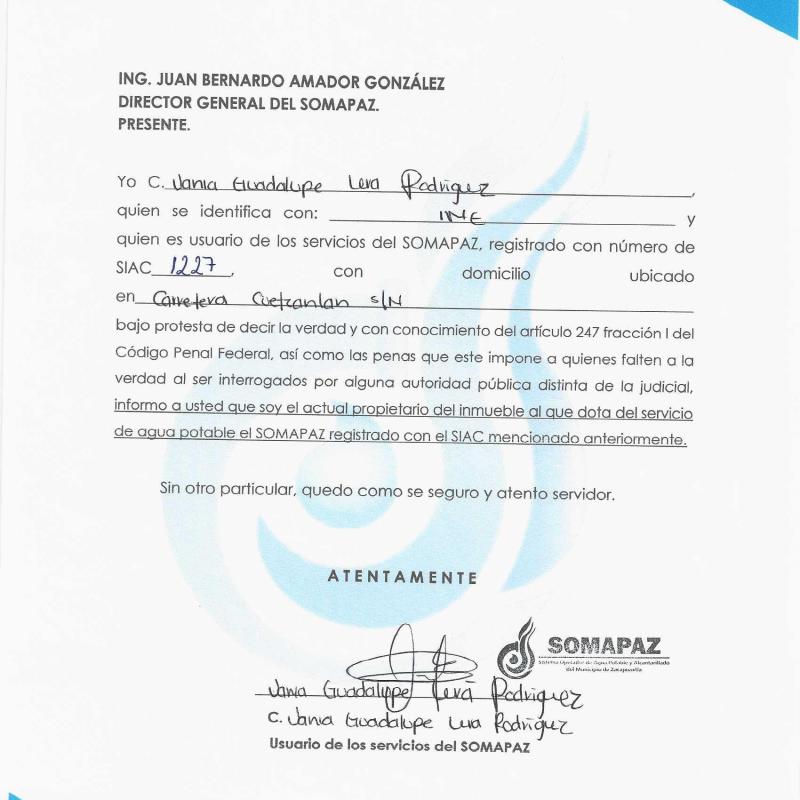 ING. JUAN BERNARDO AMADOR GONZÁLEZ
DIRECTOR GENERAL DEL SOMAPAZ.
PRESENTE.
Yo C. Vania Guadalupe Leva Rodriguez,
quien se identifica con: INE y
quien es usuario de los servicios del SOMAPAZ, registrado con número de
SIAC 1227, con domicilio ubicado
en Carretera Cuetzanlan s/N
bajo protesta de decir la verdad y con conocimiento del artículo 247 fracción I del
Código Penal Federal, así como las penas que este impone a quienes falten a la
verdad al ser interrogados por alguna autoridad pública distinta de la judicial,
informo a usted que soy el actual propietario del inmueble al que dota del servicio
de agua potable el SOMAPAZ registrado con el SIAC mencionado anteriormente.
Sin otro particular, quedo como se seguro y atento servidor.
ATENTAMENTE
SOMAPAZ
Sistema Operador de Agua Potable y Alcantarillado
del Municipio de Zacapoaxtla
Vania Guadalupe Leva Rodriguez
C. Vania Guadalupe Leva Rodriguez
Usuario de los servicios del SOMAPAZ